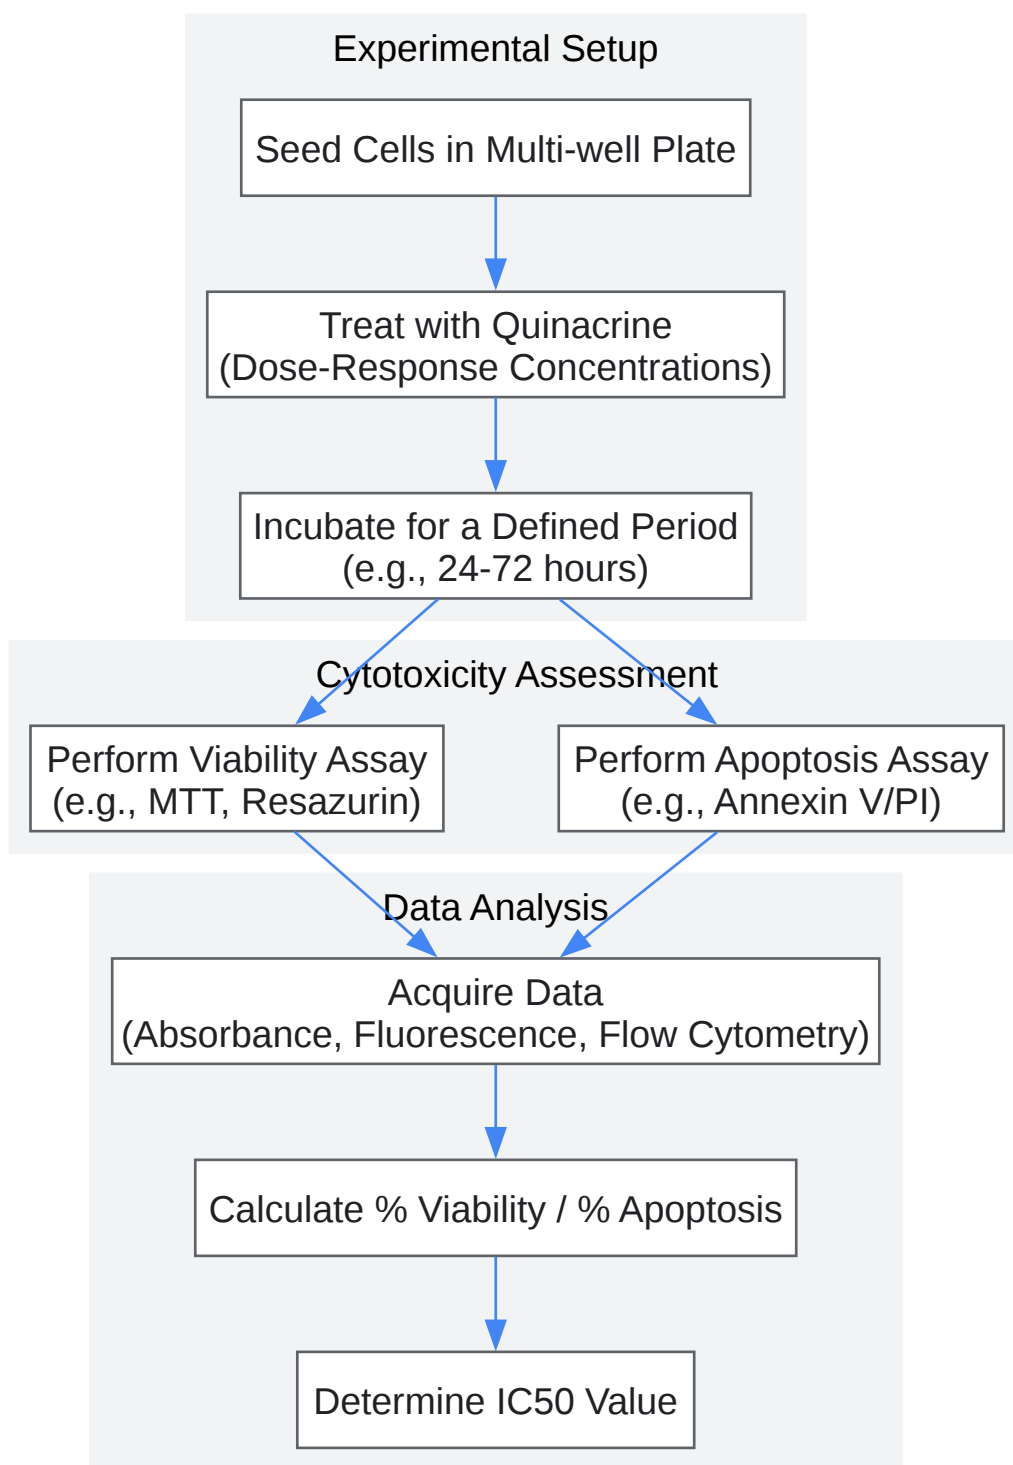 Experimental Setup
Seed Cells in Multi-well Plate
Treat with Quinacrine
(Dose-Response Concentrations)
Incubate for a Defined Period
(e.g., 24-72 hours)
Cytotoxicity Assessment
Perform Viability Assay
(e.g., MTT, Resazurin)
Perform Apoptosis Assay
(e.g., Annexin V/PI)
Data Analysis
Acquire Data
(Absorbance, Fluorescence, Flow Cytometry)
Calculate % Viability / % Apoptosis
Determine IC50 Value